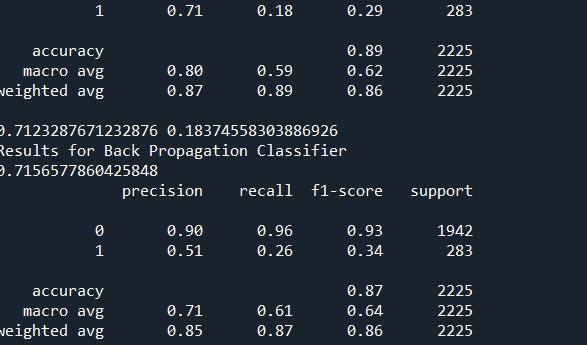 1 0.71 0.18 0.29 283
accuracy 0.89 2225
macro avg 0.80 0.59 0.62 2225
weighted avg 0.87 0.89 0.86 2225
0.7123287671232876 0.18374558303886926
Results for Back Propagation Classifier
0.7156577860425848
precision recall f1-score support
0 0.90 0.96 0.93 1942
1 0.51 0.26 0.34 283
accuracy 0.87 2225
macro avg 0.71 0.61 0.64 2225
weighted avg 0.85 0.87 0.86 2225